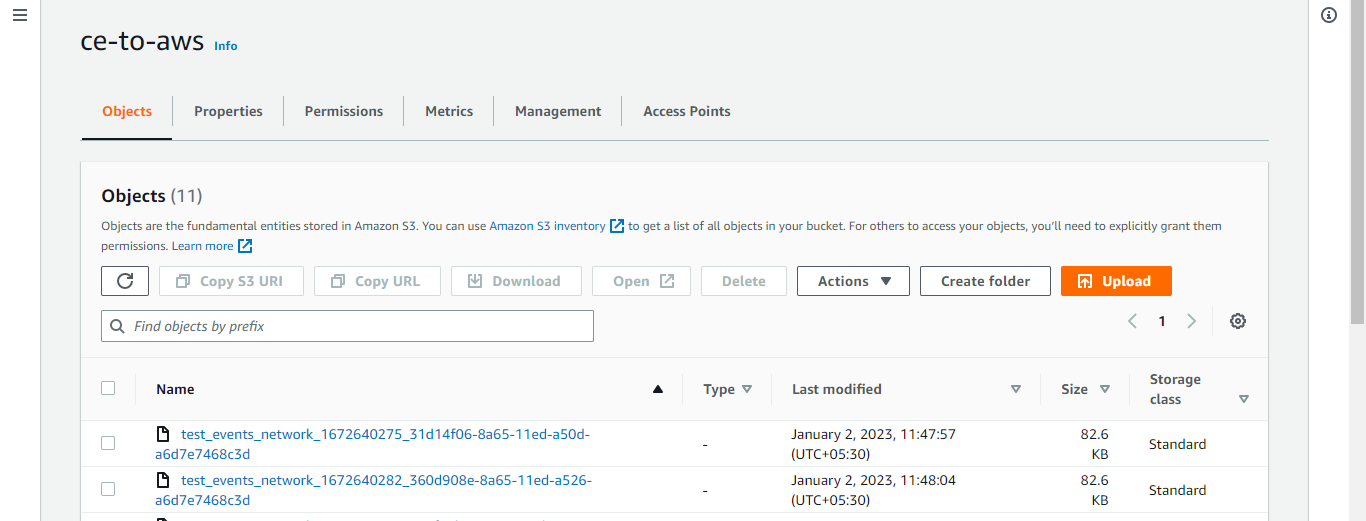 ce-to-aws Info
Objects Properties Permissions Metrics Management Access Points
Objects (11)
Objects are the fundamental entities stored in Amazon S3. You can use Amazon S3 inventory to get a list of all objects in your bucket. For others to access your objects, you'll need to explicitly grant them
permissions. Learn more
Copy S3 URI Copy URL Download Open Delete Actions Create folder Upload
Find objects by prefix 1
Name Type Last modified Size Storage
class
test_events_network_1672640275_31d14f06-8a65-11ed-a50d- January 2, 2023, 11:47:57 82.6
a6d7e7468c3d - (UTC+05:30) KB Standard
test_events_network_1672640282_360d908e-8a65-11ed-a526- January 2, 2023, 11:48:04 82.6
a6d7e7468c3d - (UTC+05:30) KB Standard